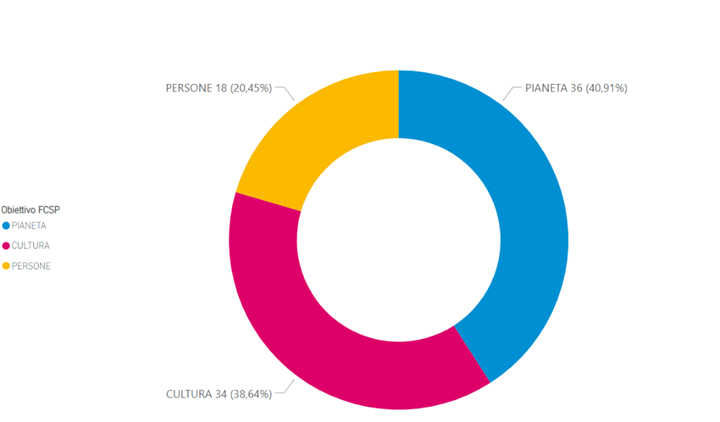 PERSONE 18 (20,45%)
PIANETA 36 (40,91%)
Obiettivo FCSP
PIANETA
CULTURA
PERSONE
CULTURA 34 (38,64%)